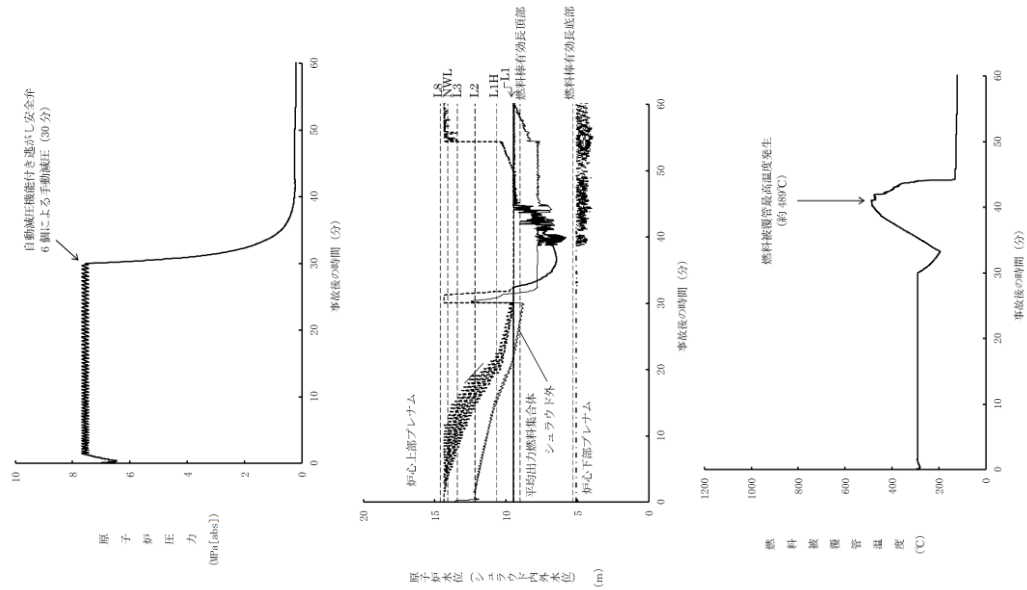 自動減圧機能付き逃がし安全弁
6個による手動減圧（30分）
原子炉圧力
(MPa[abs])
10
8
6
4
2
0
0
10
20
30
40
50
60
事故後の時間（分）
原子炉水位（シュラウド内外水位）
(m)
20
15
10
5
0
炉心上部プレナム
平均出力燃料集合体
シュラウド外
炉心下部プレナム
L8
NWL
L3
L2
L1H
L1
燃料棒有効長頂部
燃料棒有効長底部
0
10
20
30
40
50
60
事故後の時間（分）
燃料被覆管最高温度発生
（約 489℃）
燃料被覆管温度
(℃)
1200
1000
800
600
400
200
0
0
10
20
30
40
50
60
事故後の時間（分）